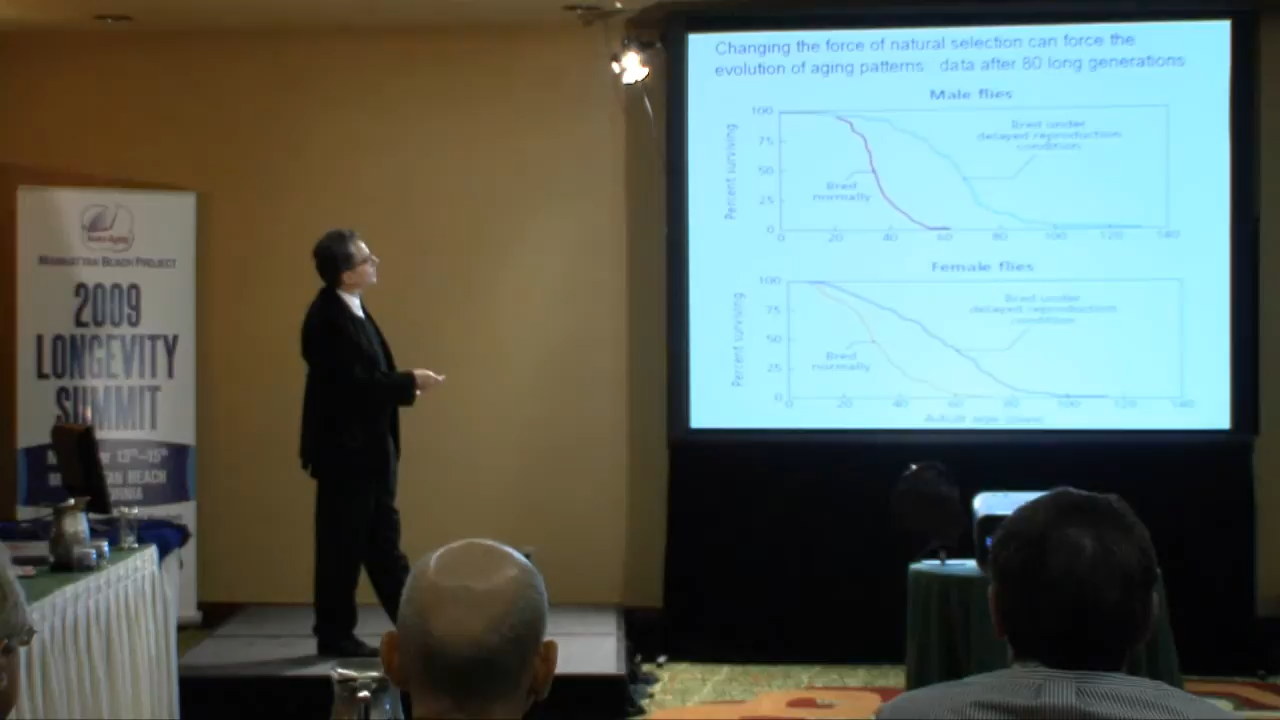 Changing the force of natural selection can force the
evolution of aging patterns: data after 80 long generations
Male flies
100
75
50
25
0
Percent surviving
Bred under
delayed reproduction
condition
Bred
normally
0 20 40 60 80 100 120 140
Female flies
100
75
50
25
0
Percent surviving
Bred under
delayed reproduction
condition
Bred
normally
0 20 40 60 80 100 120 140
MANHATTAN BEACH PROJECT
2009
LONGEVITY
SUMMIT
13th–15th
BEACH